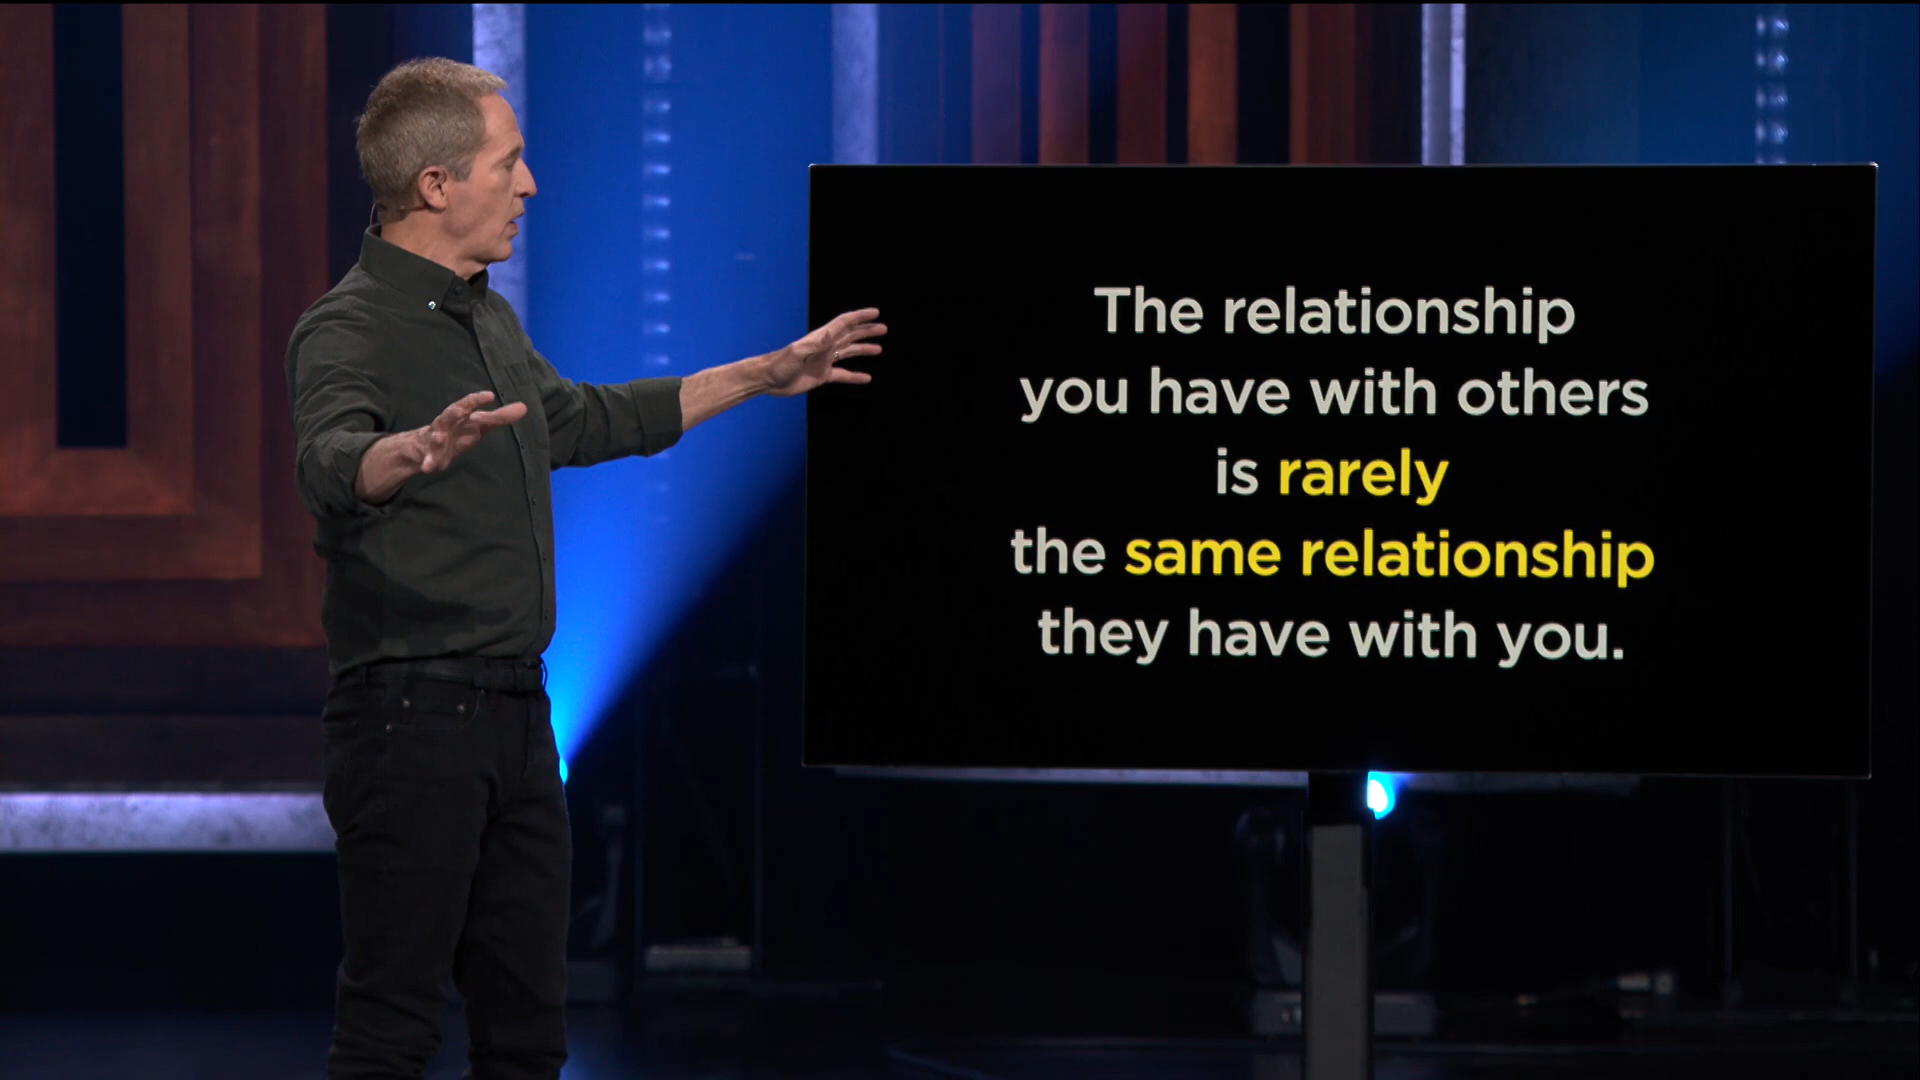 The relationship
you have with others
is rarely
the same relationship
they have with you.